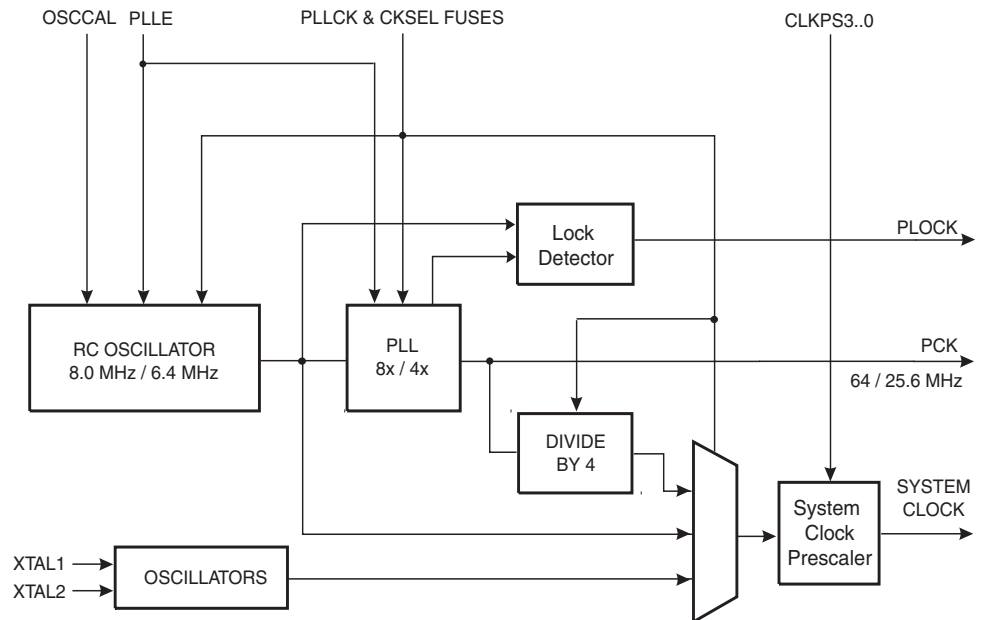 OSCCAL PLLE PLLCK & CKSEL FUSES CLKPS3..0
Lock
Detector
PLOCK
RC OSCILLATOR
8.0 MHz / 6.4 MHz
PLL
8x / 4x
PCK
64 / 25.6 MHz
DIVIDE
BY 4
SYSTEM
CLOCK
System
Clock
Prescaler
XTAL1
XTAL2
OSCILLATORS